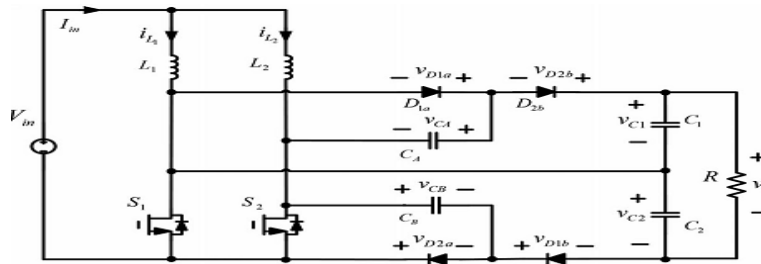 I_in
i_L1 i_L2
L_1 L_2
V_in
− v_D1a + − v_D2b +
D_1a D_2b
− v_CA +
C_A
+ v_C1 − C_1
S_1 S_2
+ v_CB −
C_B
+ v_C2 − C_2
R
+ v −
+ v_D2a − + v_D1b −